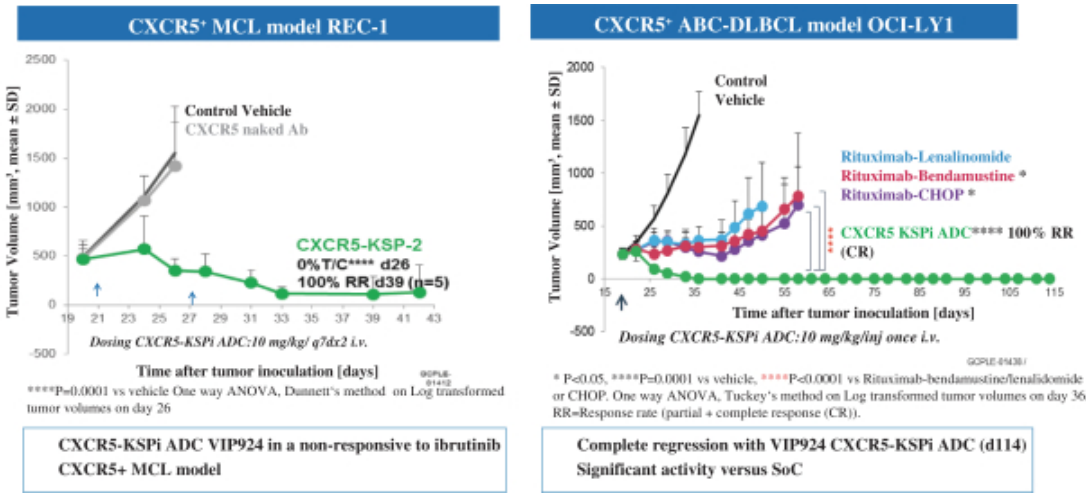 CXCR5⁺ MCL model REC-1
2500
2000
1500
1000
500
0
-500
Tumor Volume [mm³, mean ± SD]
Control Vehicle
CXCR5 naked Ab
CXCR5-KSP-2
0%T/C**** d26
100% RR d39 (n=5)
19 21 23 25 27 29 31 33 35 37 39 41 43
Dosing CXCR5-KSPi ADC:10 mg/kg/ q7dx2 i.v.
Time after tumor inoculation [days]
GCPLE-
01412
****P=0.0001 vs vehicle One way ANOVA, Dunnett's method on Log transformed
tumor volumes on day 26
CXCR5-KSPi ADC VIP924 in a non-responsive to ibrutinib
CXCR5+ MCL model
CXCR5⁺ ABC-DLBCL model OCI-LY1
2000
1500
1000
500
0
-500
Tumor Volume [mm³, mean ± SD]
Control
Vehicle
Rituximab-Lenalinomide
Rituximab-Bendamustine *
Rituximab-CHOP *
CXCR5 KSPi ADC**** 100% RR
(CR)
****
15 25 35 45 55 65 75 85 95 105 115
Time after tumor inoculation [days]
Dosing CXCR5-KSPi ADC:10 mg/kg/inj once i.v.
GCPLE-01430 /
* P<0.05, ****P=0.0001 vs vehicle, ****P<0.0001 vs Rituximab-bendamustine/lenalidomide
or CHOP. One way ANOVA, Tuckey's method on Log transformed tumor volumes on day 36
RR=Response rate (partial + complete response (CR)).
Complete regression with VIP924 CXCR5-KSPi ADC (d114)
Significant activity versus SoC